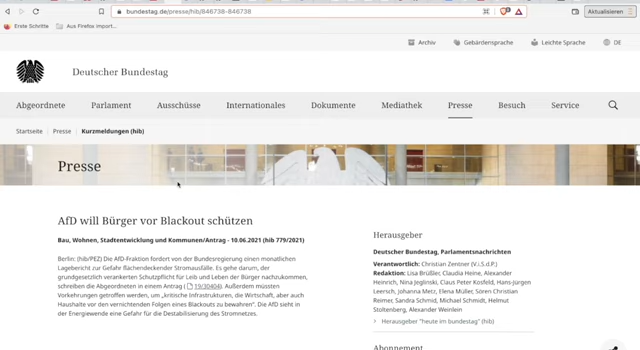 bundestag.de/presse/hib/846738-846738
Aktualisieren
Erste Schritte
Aus Firefox import...
Archiv
Gebärdensprache
Leichte Sprache
DE
Deutscher Bundestag
Abgeordnete Parlament Ausschüsse Internationales Dokumente Mediathek Presse Besuch Service
Startseite Presse Kurzmeldungen (hib)
Presse
AfD will Bürger vor Blackout schützen
Bau, Wohnen, Stadtentwicklung und Kommunen/Antrag - 10.06.2021 (hib 779/2021)
Berlin: (hib/PEZ) Die AfD-Fraktion fordert von der Bundesregierung einen monatlichen
Lagebericht zur Gefahr flächendeckender Stromausfälle. Es gehe darum, der
grundgesetzlich verankerten Schutzpflicht für Leib und Leben der Bürger nachzukommen,
schreiben die Abgeordneten in einem Antrag (19/30404). Außerdem müssten
Vorkehrungen getroffen werden, um „kritische Infrastrukturen, die Wirtschaft, aber auch
Haushalte vor den vernichtenden Folgen eines Blackouts zu bewahren". Die AfD sieht in
der Energiewende eine Gefahr für die Destabilisierung des Stromnetzes.
Herausgeber
Deutscher Bundestag, Parlamentsnachrichten
Verantwortlich: Christian Zentner (V.i.S.d.P.)
Redaktion: Lisa Brüßler, Claudia Heine, Alexander
Heinrich, Nina Jeglinski, Claus Peter Kosfeld, Hans-Jürgen
Leersch, Johanna Metz, Elena Müller, Sören Christian
Reimer, Sandra Schmid, Michael Schmidt, Helmut
Stoltenberg, Alexander Weinlein
Herausgeber "heute im bundestag" (hib)
Abonnement